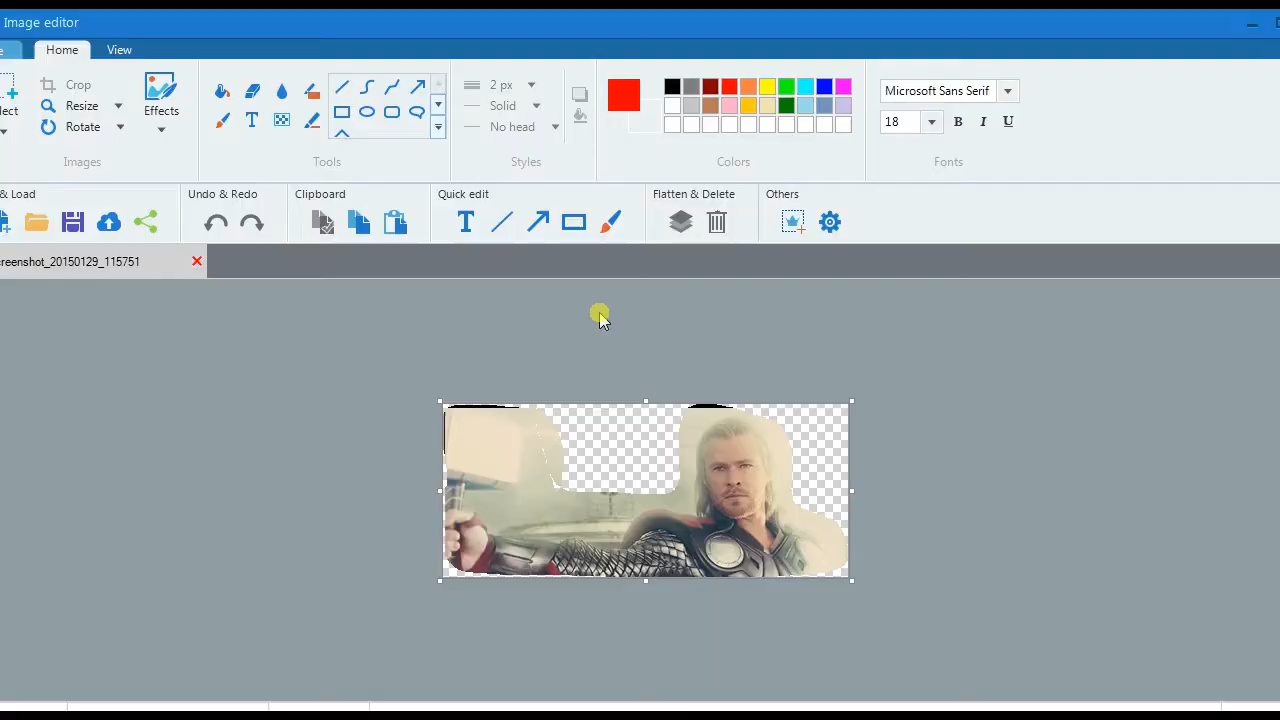 Image editor
Home View
Crop
Resize
Rotate
Effects
Images
Tools
2 px
Solid
No head
Styles
Colors
Microsoft Sans Serif
18 B I U
Fonts
& Load
Undo & Redo
Clipboard
Quick edit
Flatten & Delete
Others
T
reenshot_20150129_115751